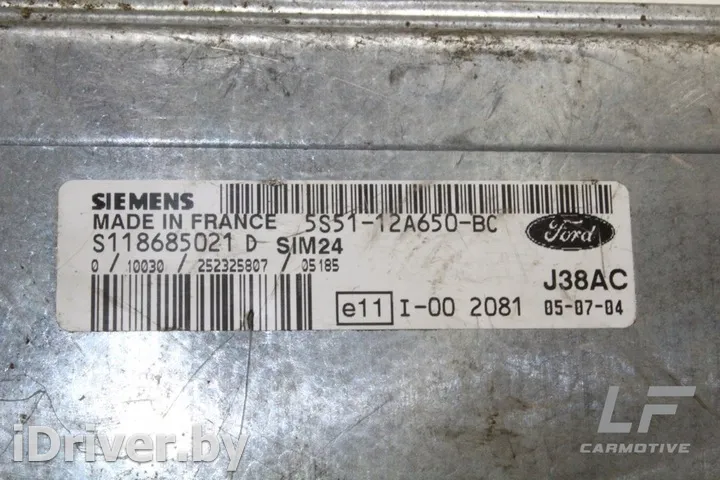 SIEMENS
MADE IN FRANCE 5S51-12A650-BC
S118685021 D SIM24
0 / 10030 / 252325807 / 05185
Ford
J38AC
e11 I-00 2081 05-07-04
LF
CARMOTIVE
iDriver.by